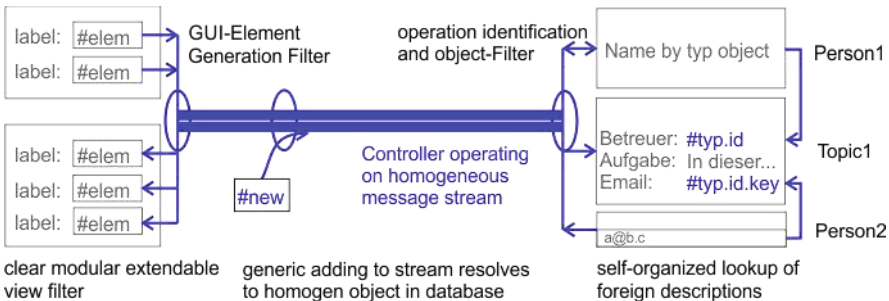 label: #elem
label: #elem
GUI-Element
Generation Filter
operation identification
and object-Filter
Name by typ object
Person1
label: #elem
label: #elem
label: #elem
#new
Controller operating
on homogeneous
message stream
Betreuer: #typ.id
Aufgabe: In dieser...
Email: #typ.id.key
Topic1
a@b.c
Person2
clear modular extendable
view filter
generic adding to stream resolves
to homogen object in database
self-organized lookup of
foreign descriptions